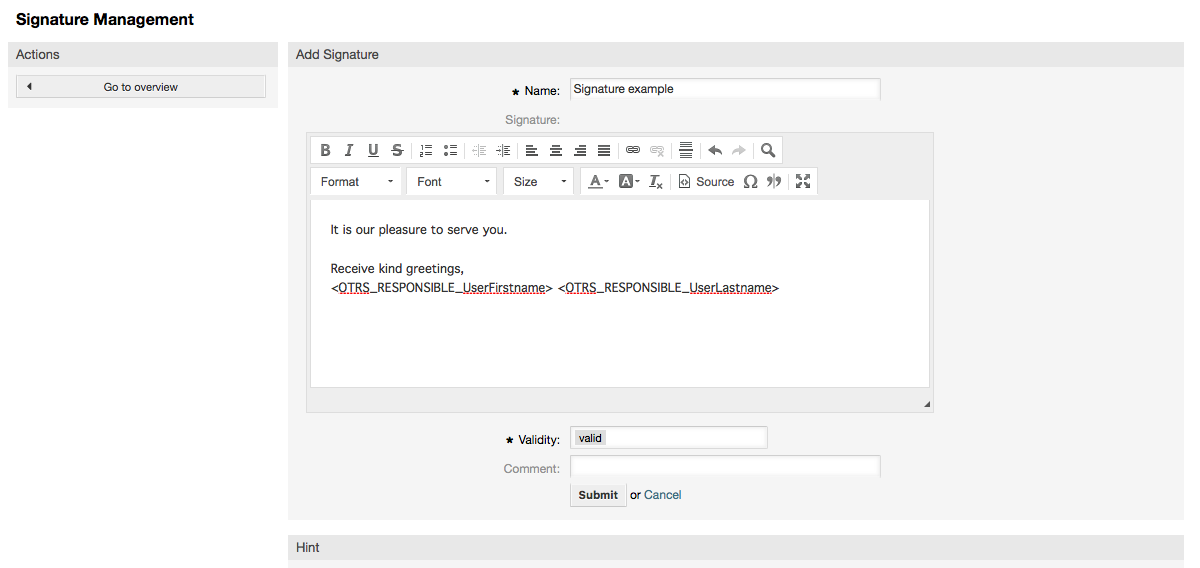 Signature Management
Actions
Go to overview
Add Signature
* Name: Signature example
Signature:
B I U S
Format Font Size A A Tx Source Ω
It is our pleasure to serve you.
Receive kind greetings,
<OTRS_RESPONSIBLE_UserFirstname> <OTRS_RESPONSIBLE_UserLastname>
* Validity: valid
Comment:
Submit or Cancel
Hint